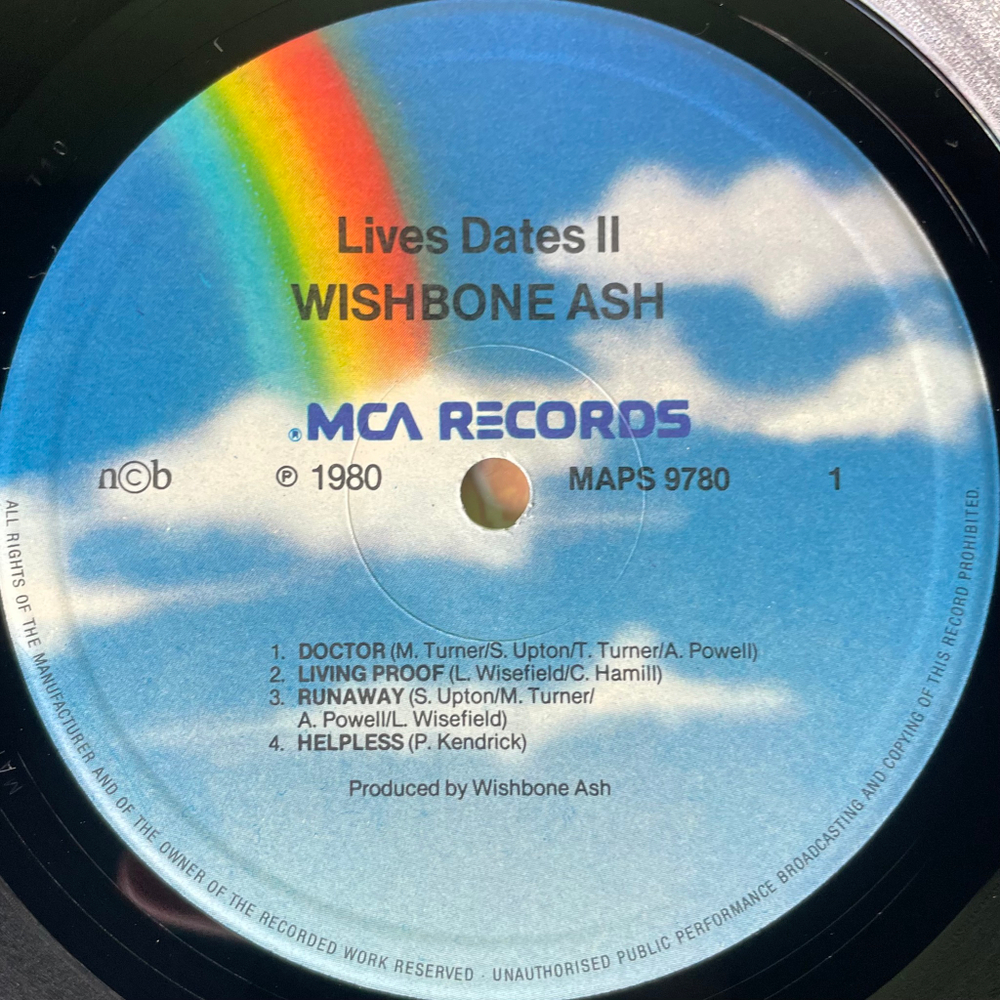 Lives Dates II
WISHBONE ASH
® MCA RECORDS
n©b ℗ 1980 MAPS 9780 1
1. DOCTOR (M. Turner/S. Upton/T. Turner/A. Powell)
2. LIVING PROOF (L. Wisefield/C. Hamill)
3. RUNAWAY (S. Upton/M. Turner/
A. Powell/L. Wisefield)
4. HELPLESS (P. Kendrick)
Produced by Wishbone Ash
ALL RIGHTS OF THE MANUFACTURER AND OF THE OWNER OF THE RECORDED WORK RESERVED · UNAUTHORISED PUBLIC PERFORMANCE BROADCASTING AND COPYING OF THIS RECORD PROHIBITED.